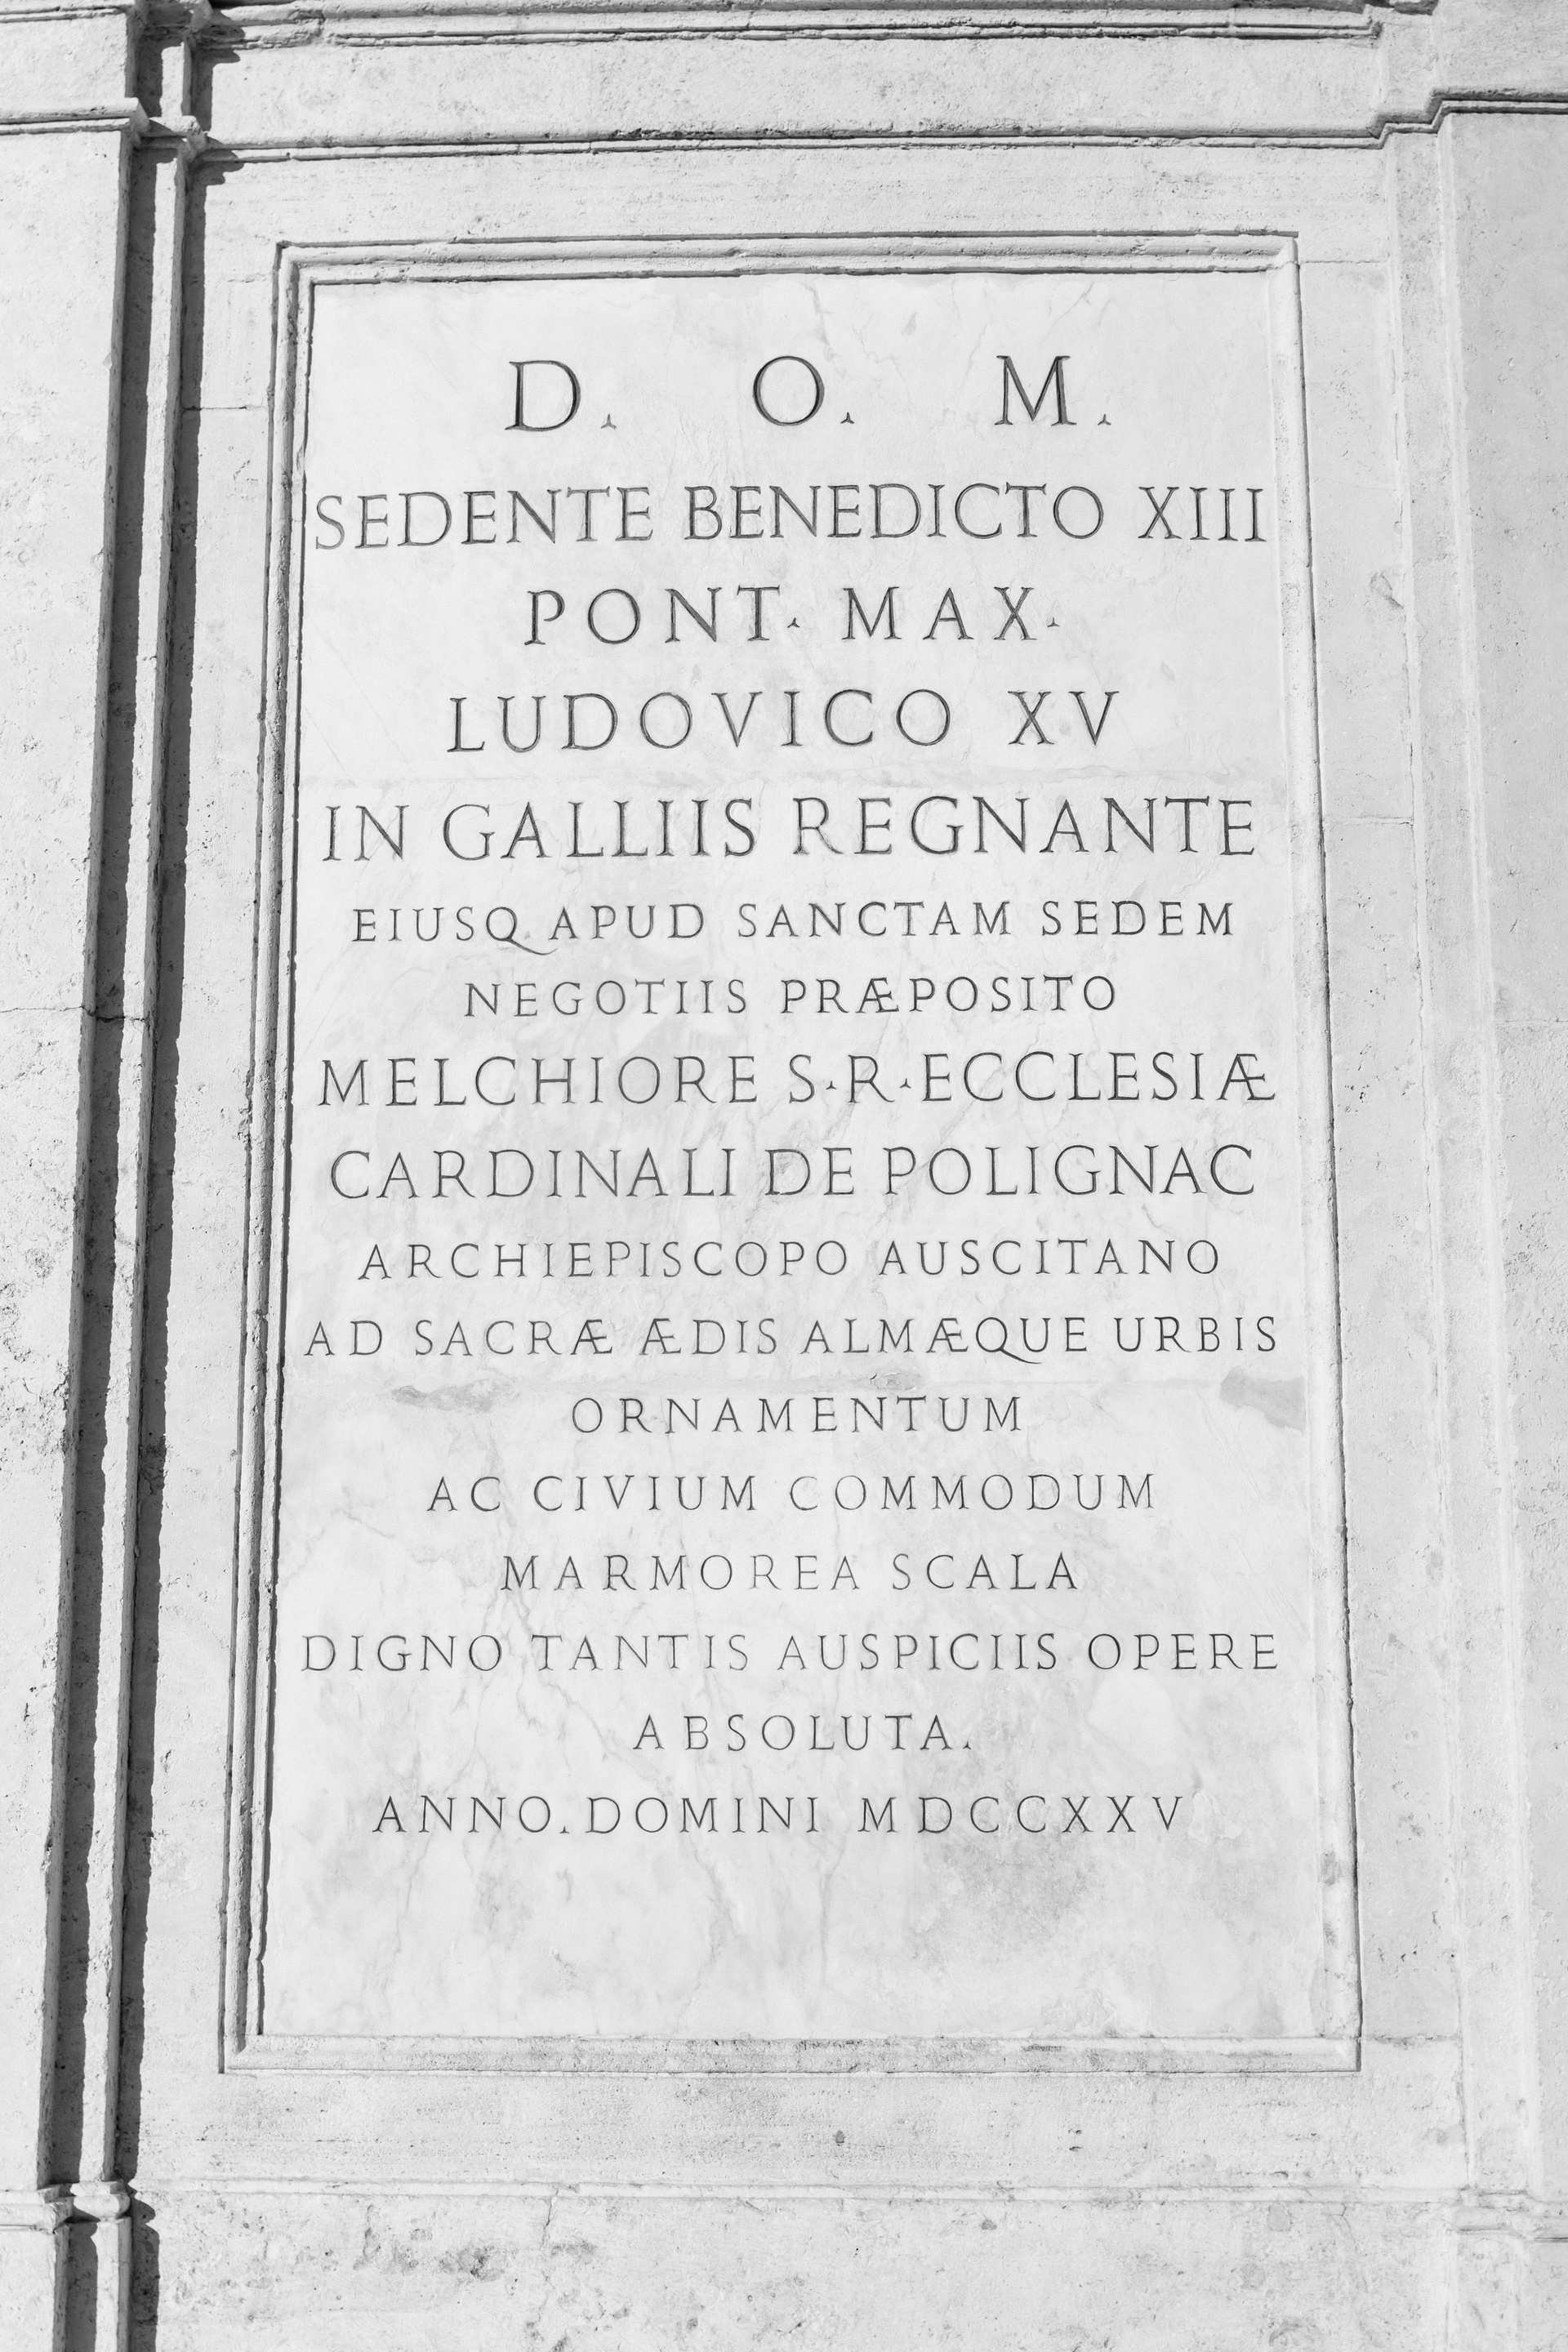 D. O. M.
SEDENTE BENEDICTO XIII
PONT. MAX.
LUDOVICO XV
IN GALLIIS REGNANTE
EIUSQ APUD SANCTAM SEDEM
NEGOTIIS PRÆPOSITO
MELCHIORE S·R·ECCLESIÆ
CARDINALI DE POLIGNAC
ARCHIEPISCOPO AUSCITANO
AD SACRÆ ÆDIS ALMÆQUE URBIS
ORNAMENTUM
AC CIVIUM COMMODUM
MARMOREA SCALA
DIGNO TANTIS AUSPICIIS OPERE
ABSOLUTA.
ANNO.DOMINI MDCCXXV